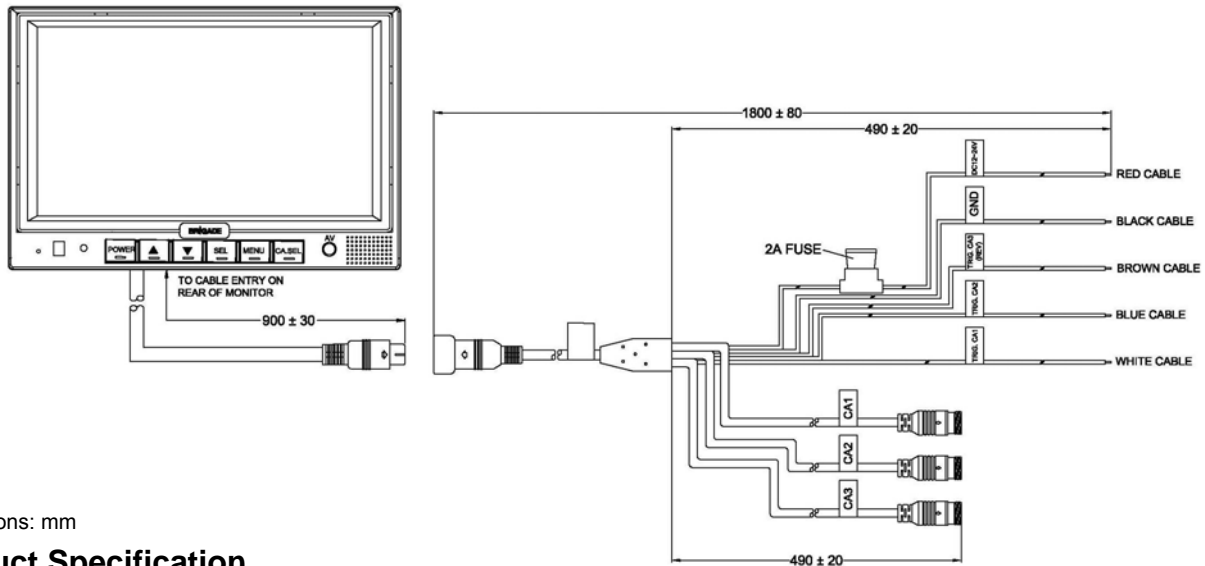 1800 ± 80
490 ± 20
DC12~24V
RED CABLE
GND
BLACK CABLE
2A FUSE
TRIG. CA3
(REV)
BROWN CABLE
TRIG. CA2
BLUE CABLE
TRIG. CA1
WHITE CABLE
BRIGADE
POWER ▲ ▼ SEL MENU CA.SEL
AV
TO CABLE ENTRY ON
REAR OF MONITOR
900 ± 30
CA1
CA2
CA3
490 ± 20
ons: mm
uct Specification